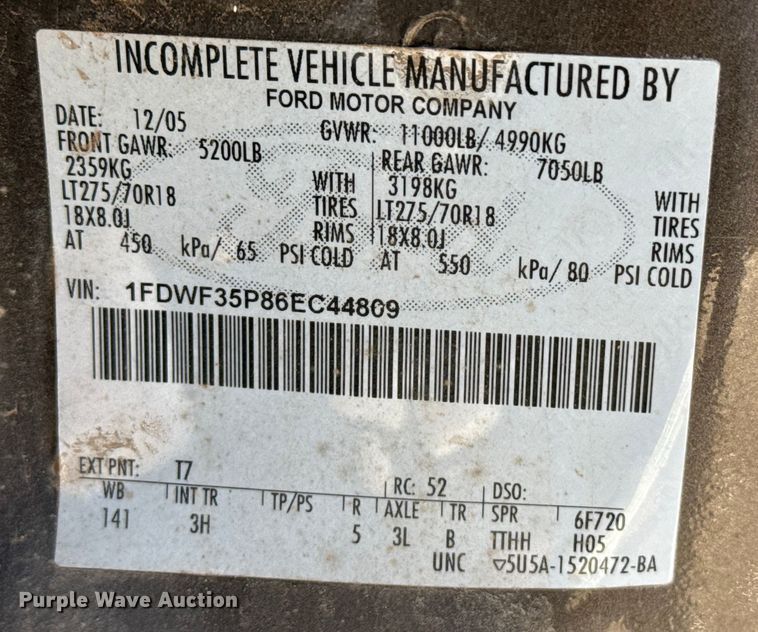 INCOMPLETE VEHICLE MANUFACTURED BY
FORD MOTOR COMPANY
DATE: 12/05 GVWR: 11000LB/ 4990KG
FRONT GAWR: 5200LB REAR GAWR: 7050LB
2359KG WITH 3198KG WITH
LT275/70R18 TIRES LT275/70R18 TIRES
18X8.0J RIMS 18X8.0J RIMS
AT 450 kPa/ 65 PSI COLD AT 550 kPa/ 80 PSI COLD
VIN: 1FDWF35P86EC44809
EXT PNT: T7 RC: 52 DSO:
WB INT TR TP/PS R AXLE TR SPR 6F720
141 3H 5 3L B TTHH H05
UNC ▽5U5A-1520472-BA
Purple Wave Auction